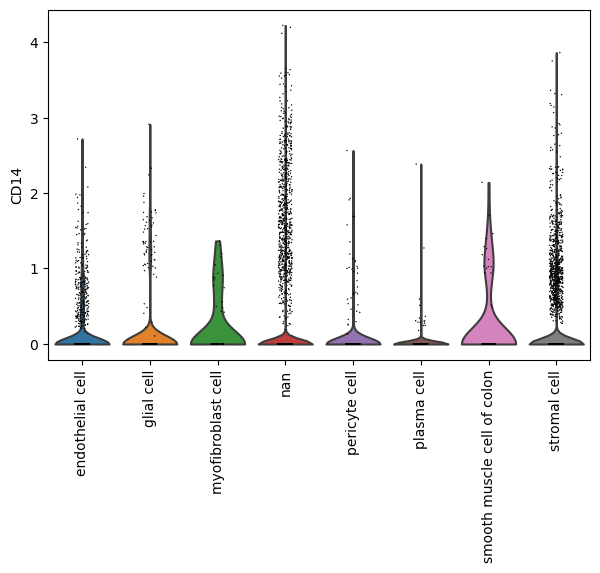 CD14
4
3
2
1
0
endothelial cell
glial cell
myofibroblast cell
nan
pericyte cell
plasma cell
smooth muscle cell of colon
stromal cell